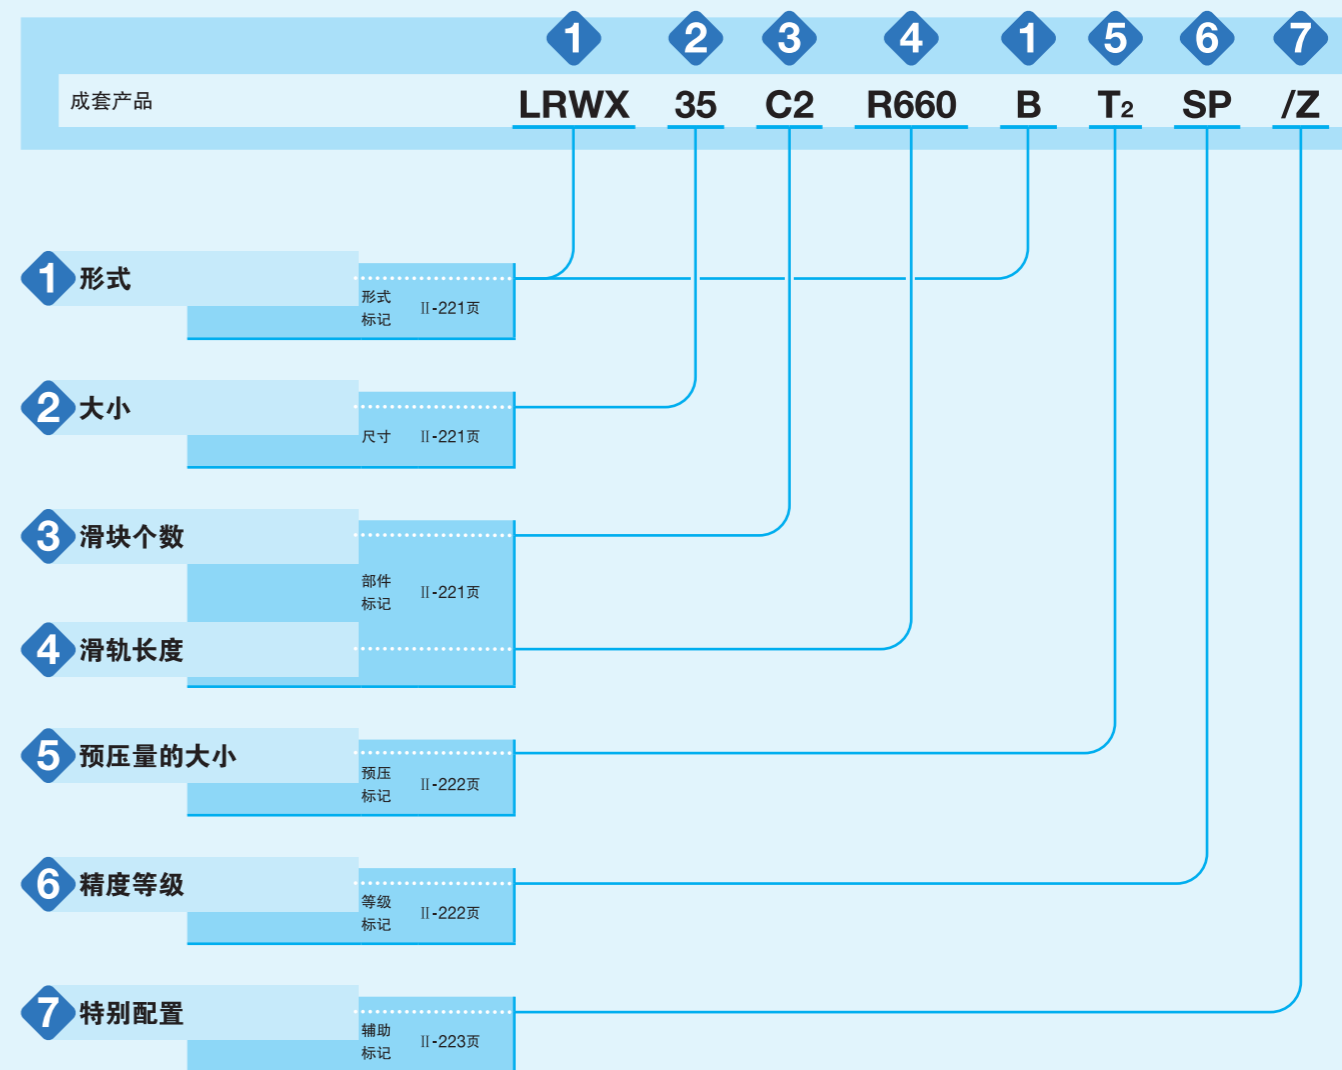 1 2 3 4 1 5 6 7
成套产品 LRWX 35 C2 R660 B T2 SP /Z
1 形式
形式
标记 Ⅱ-221页
2 大小
尺寸 Ⅱ-221页
3 滑块个数
部件
标记 Ⅱ-221页
4 滑轨长度
5 预压量的大小
预压
标记 Ⅱ-222页
6 精度等级
等级
标记 Ⅱ-222页
7 特别配置
辅助
标记 Ⅱ-223页